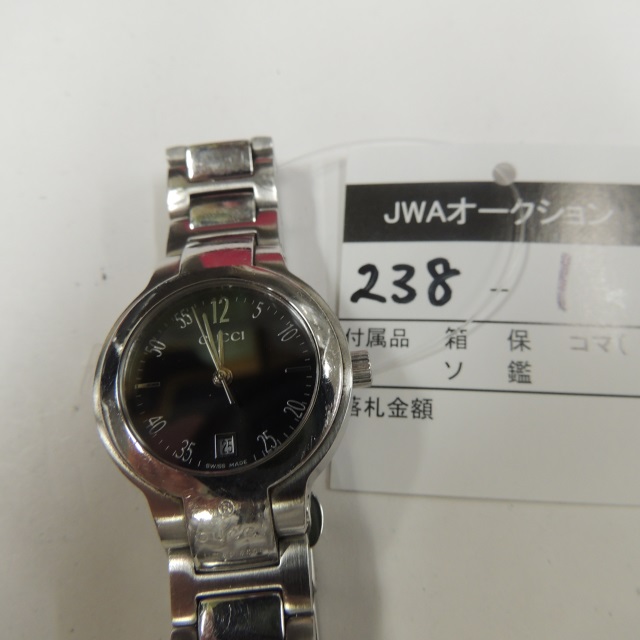 JWAオークション
238 -- 1
付属品 箱 保 コマ(
ソ 鑑
落札金額
55 12 5
50 10
GUCCI
40 20
35 25
SWISS MADE